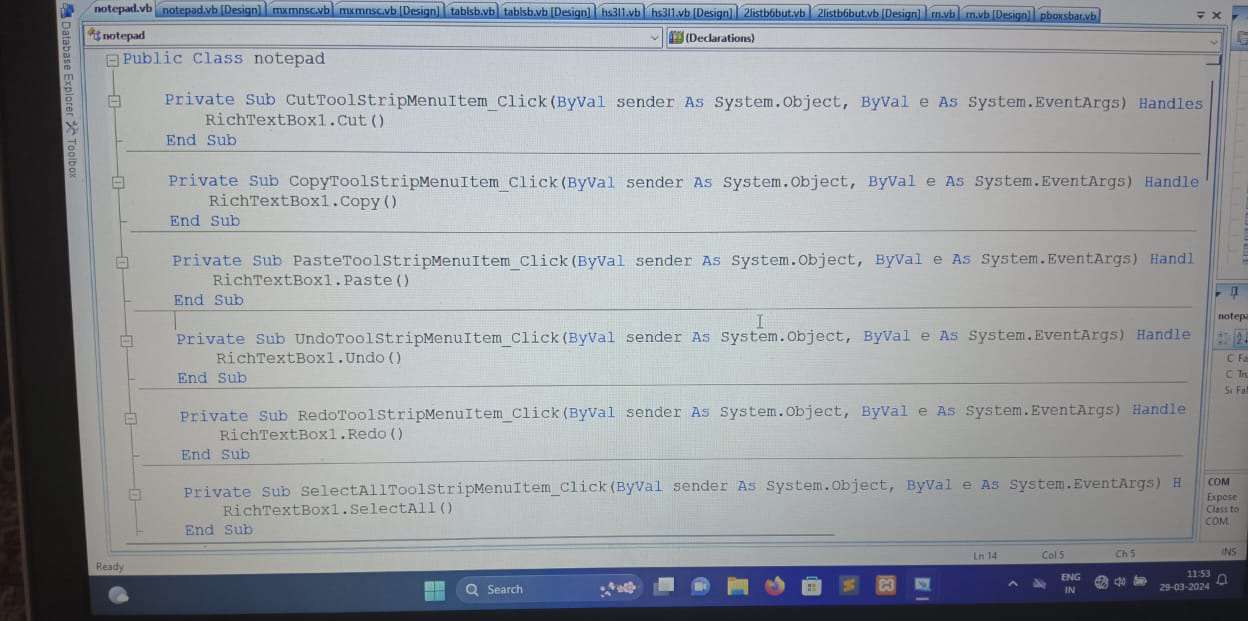 notepad.vb notepad.vb [Design] mxmnsc.vb mxmnsc.vb [Design] tablsb.vb tablsb.vb [Design] hs3l1.vb hs3l1.vb [Design] 2listb6but.vb 2listb6but.vb [Design] rn.vb rn.vb [Design] pboxsbar.vb
notepad (Declarations)
Database Explorer
Toolbox
Public Class notepad
Private Sub CutToolStripMenuItem_Click(ByVal sender As System.Object, ByVal e As System.EventArgs) Handles
RichTextBox1.Cut()
End Sub
Private Sub CopyToolStripMenuItem_Click(ByVal sender As System.Object, ByVal e As System.EventArgs) Handle
RichTextBox1.Copy()
End Sub
Private Sub PasteToolStripMenuItem_Click(ByVal sender As System.Object, ByVal e As System.EventArgs) Handl
RichTextBox1.Paste()
End Sub
Private Sub UndoToolStripMenuItem_Click(ByVal sender As System.Object, ByVal e As System.EventArgs) Handle
RichTextBox1.Undo()
End Sub
Private Sub RedoToolStripMenuItem_Click(ByVal sender As System.Object, ByVal e As System.EventArgs) Handle
RichTextBox1.Redo()
End Sub
Private Sub SelectAllToolStripMenuItem_Click(ByVal sender As System.Object, ByVal e As System.EventArgs) H
RichTextBox1.SelectAll()
End Sub
notepa
C Fa
C Tru
Si Fal
COM
Expose
Class to
COM.
Ready Ln 14 Col 5 Ch 5 INS
Search
ENG
IN
11:53
29-03-2024